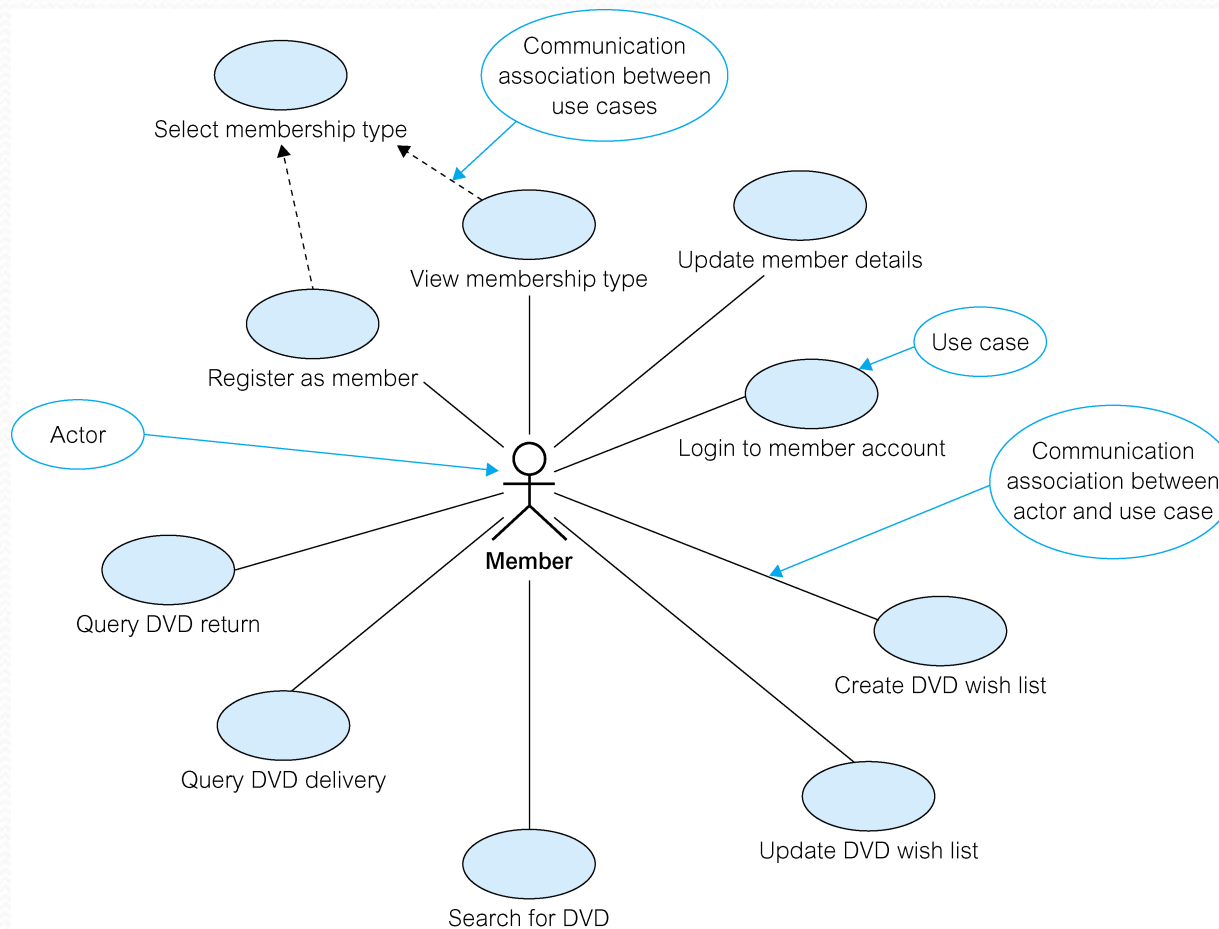 Communication
association between
use cases
Select membership type
View membership type
Update member details
Use case
Register as member
Actor
Login to member account
Communication
association between
actor and use case
Member
Query DVD return
Create DVD wish list
Query DVD delivery
Update DVD wish list
Search for DVD